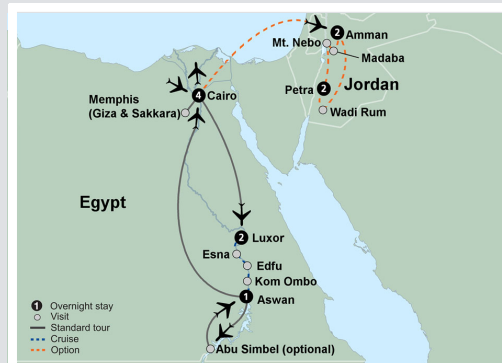 2
Amman
Mt. Nebo
Madaba
Petra
2
Jordan
Wadi Rum
4
Cairo
Memphis
(Giza & Sakkara)
Egypt
2
Luxor
Esna
Edfu
Kom Ombo
1
Aswan
Abu Simbel (optional)
1 Overnight stay
Visit
Standard tour
Cruise
Option